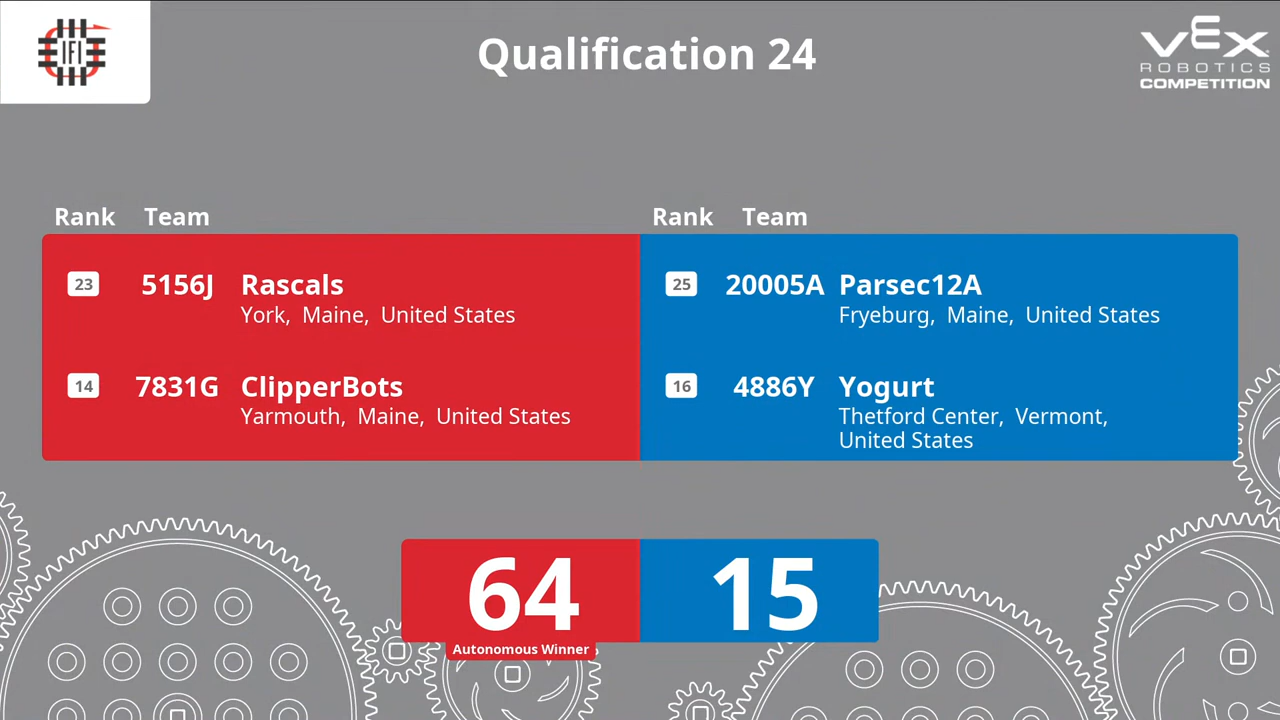 IFI
Qualification 24
VEX
ROBOTICS
COMPETITION
Rank Team
Rank Team
23 5156J Rascals
York, Maine, United States
14 7831G ClipperBots
Yarmouth, Maine, United States
25 20005A Parsec12A
Fryeburg, Maine, United States
16 4886Y Yogurt
Thetford Center, Vermont,
United States
64
15
Autonomous Winner